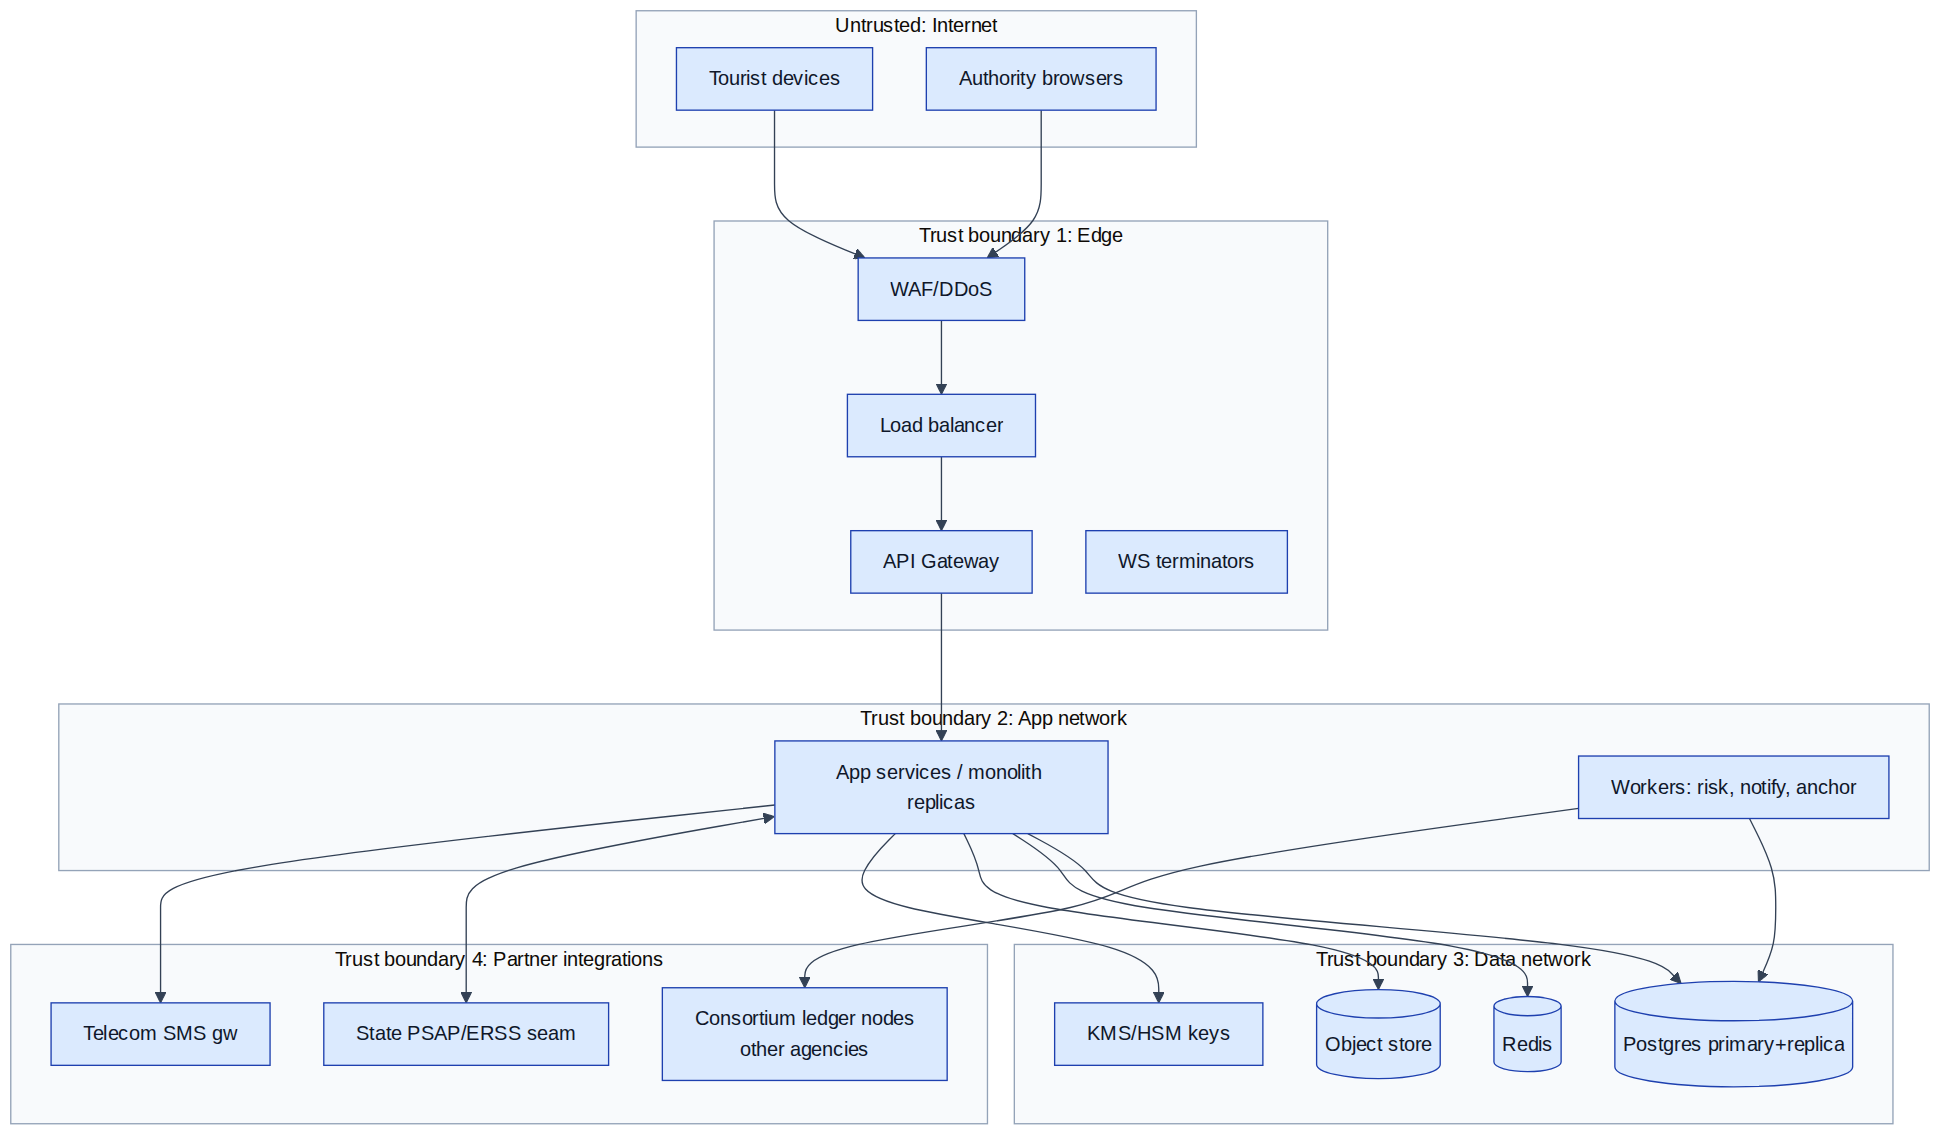 Untrusted: Internet
Tourist devices
Authority browsers
Trust boundary 1: Edge
WAF/DDoS
Load balancer
API Gateway
WS terminators
Trust boundary 2: App network
App services / monolith
replicas
Workers: risk, notify, anchor
Trust boundary 4: Partner integrations
Telecom SMS gw
State PSAP/ERSS seam
Consortium ledger nodes
other agencies
Trust boundary 3: Data network
KMS/HSM keys
Object store
Redis
Postgres primary+replica